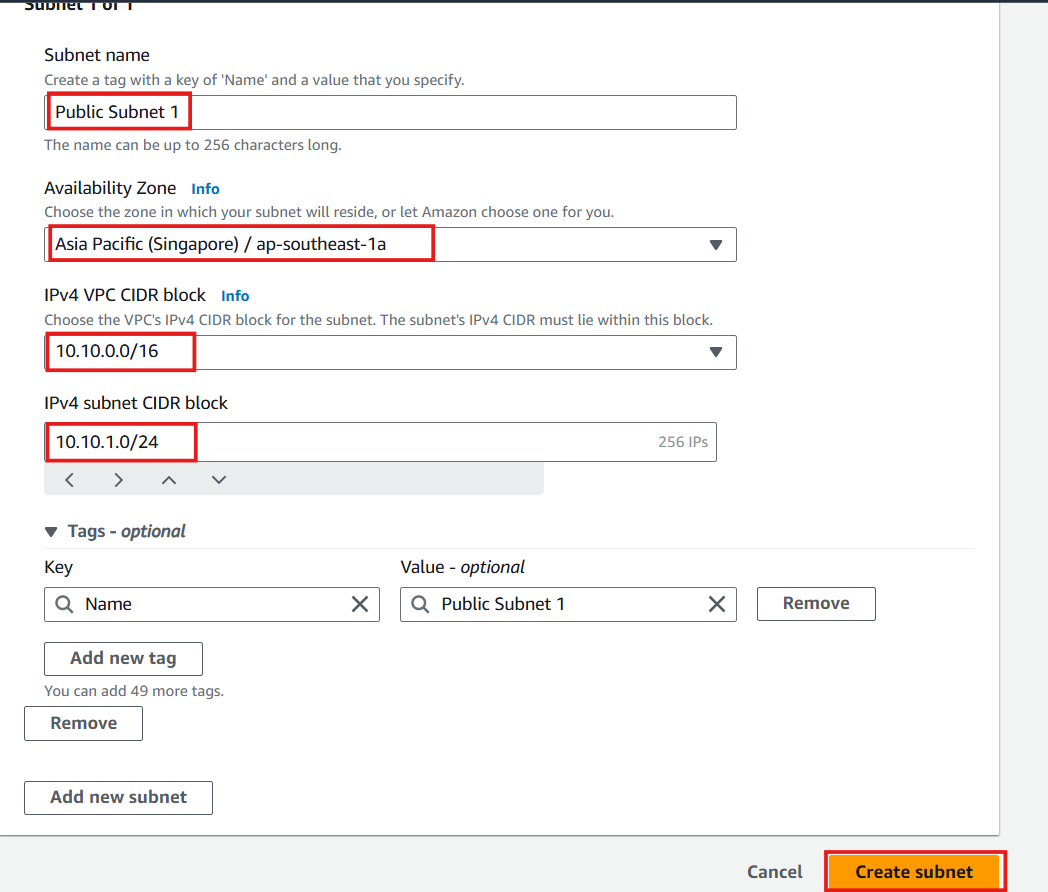 Subnet 1 of 1
Subnet name
Create a tag with a key of 'Name' and a value that you specify.
Public Subnet 1
The name can be up to 256 characters long.
Availability Zone Info
Choose the zone in which your subnet will reside, or let Amazon choose one for you.
Asia Pacific (Singapore) / ap-southeast-1a
IPv4 VPC CIDR block Info
Choose the VPC's IPv4 CIDR block for the subnet. The subnet's IPv4 CIDR must lie within this block.
10.10.0.0/16
IPv4 subnet CIDR block
10.10.1.0/24 256 IPs
Tags - optional
Key Value - optional
Name Public Subnet 1 Remove
Add new tag
You can add 49 more tags.
Remove
Add new subnet
Cancel Create subnet